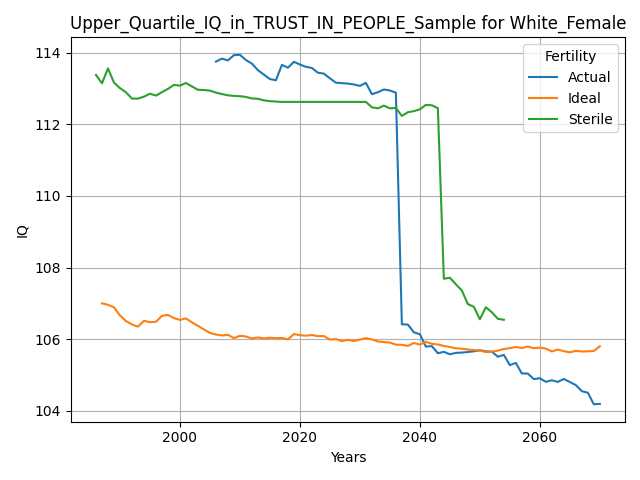 Upper_Quartile_IQ_in_TRUST_IN_PEOPLE_Sample for White_Female
Fertility
Actual
Ideal
Sterile
114
112
110
108
106
104
IQ
2000
2020
2040
2060
Years